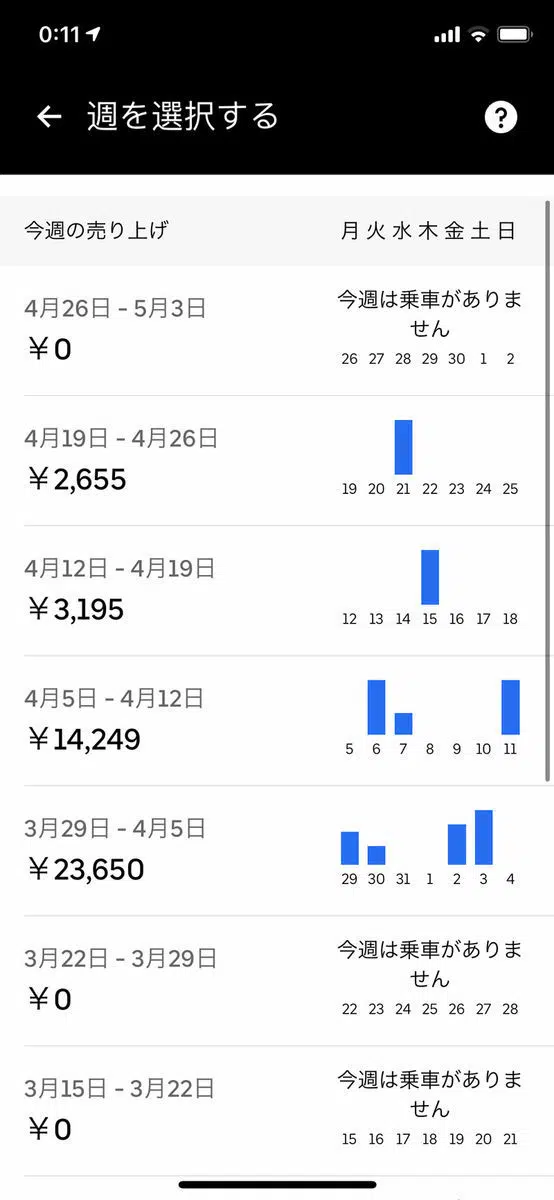 0:11
週を選択する
?
今週の売り上げ 月 火 水 木 金 土 日
4月26日 - 5月3日
¥0
今週は乗車がありま
せん
26 27 28 29 30 1 2
4月19日 - 4月26日
¥2,655
19 20 21 22 23 24 25
4月12日 - 4月19日
¥3,195
12 13 14 15 16 17 18
4月5日 - 4月12日
¥14,249
5 6 7 8 9 10 11
3月29日 - 4月5日
¥23,650
29 30 31 1 2 3 4
3月22日 - 3月29日
¥0
今週は乗車がありま
せん
22 23 24 25 26 27 28
3月15日 - 3月22日
¥0
今週は乗車がありま
せん
15 16 17 18 19 20 21